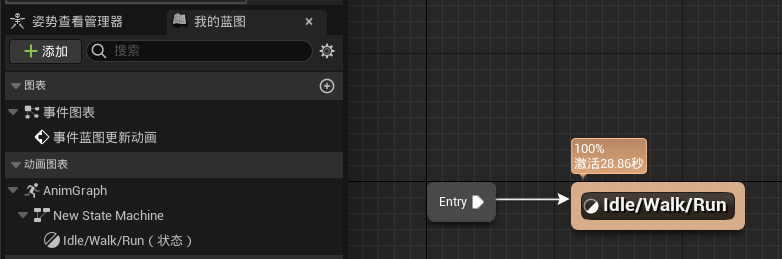 姿势查看管理器
我的蓝图
添加
搜索
图表
事件图表
事件蓝图更新动画
动画图表
AnimGraph
New State Machine
Idle/Walk/Run（状态）
100%
激活28.86秒
Entry
Idle/Walk/Run